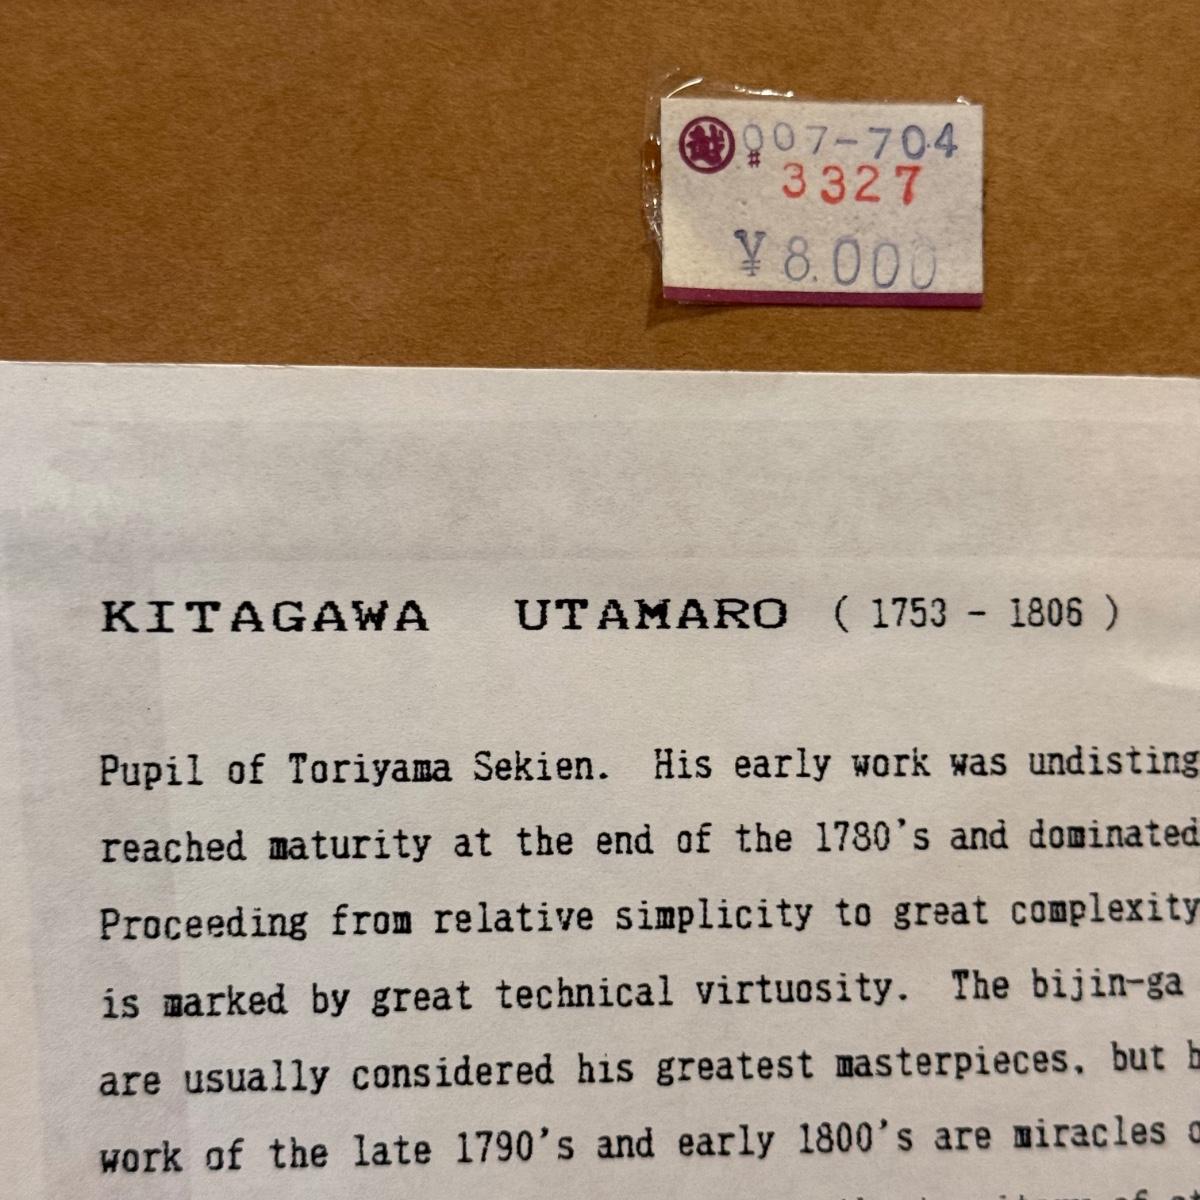 007-704
# 3327
¥8.000
KITAGAWA UTAMARO ( 1753 - 1806 )
Pupil of Toriyama Sekien. His early work was undisting
reached maturity at the end of the 1780's and dominated
Proceeding from relative simplicity to great complexity
is marked by great technical virtuosity. The bijin-ga
are usually considered his greatest masterpieces, but h
work of the late 1790's and early 1800's are miracles o